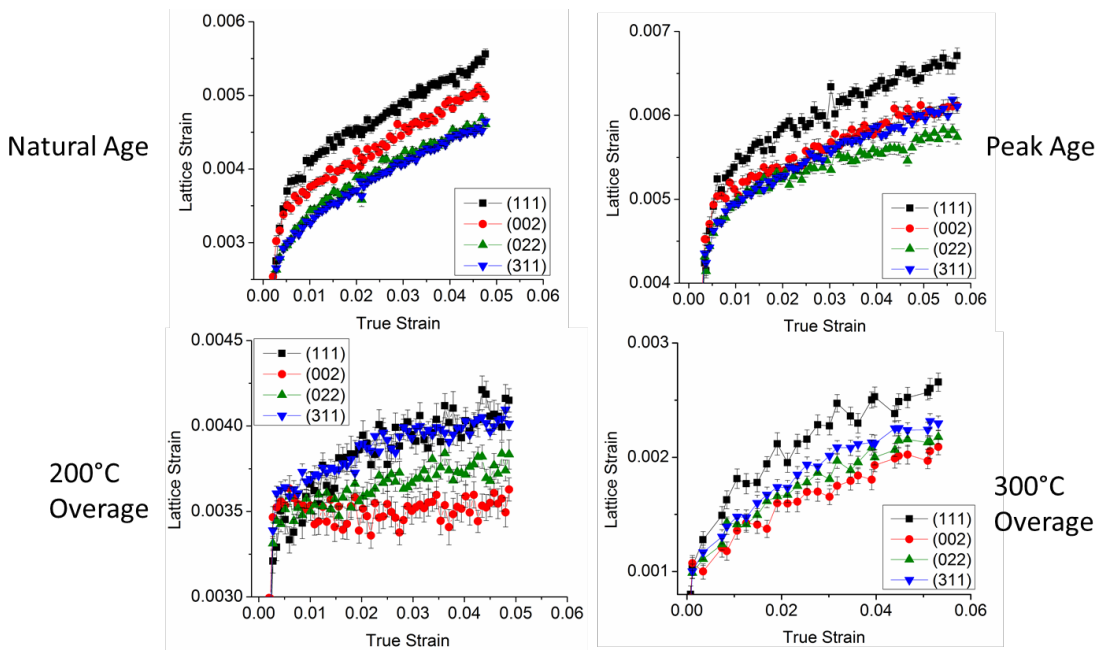 Natural Age
0.006
0.005
0.004
0.003
Lattice Strain
(111)
(002)
(022)
(311)
0.00 0.01 0.02 0.03 0.04 0.05 0.06
True Strain
0.007
0.006
0.005
0.004
Lattice Strain
(111)
(002)
(022)
(311)
0.00 0.01 0.02 0.03 0.04 0.05 0.06
True Strain
Peak Age
200°C
Overage
0.0045
0.0040
0.0035
0.0030
Lattice Strain
(111)
(002)
(022)
(311)
0.00 0.01 0.02 0.03 0.04 0.05 0.06
True Strain
0.003
0.002
0.001
Lattice Strain
(111)
(002)
(022)
(311)
0.00 0.02 0.04 0.06
True Strain
300°C
Overage